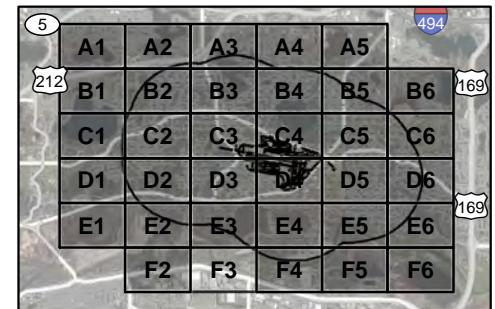 5
494
A1 A2 A3 A4 A5
212
B1 B2 B3 B4 B5 B6
169
C1 C2 C3 C4 C5 C6
D1 D2 D3 D4 D5 D6
169
E1 E2 E3 E4 E5 E6
F2 F3 F4 F5 F6